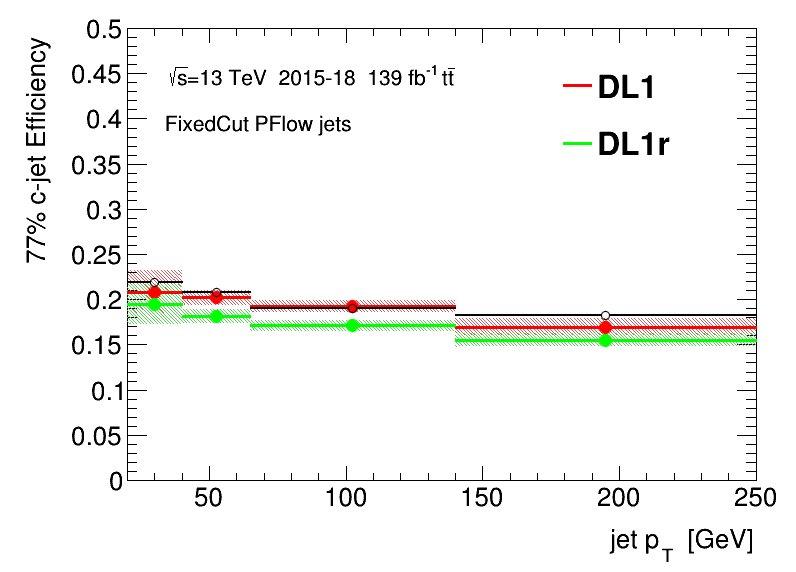 77% c-jet Efficiency
0.5
0.45
0.4
0.35
0.3
0.25
0.2
0.15
0.1
0.05
0
√s=13 TeV 2015-18 139 fb⁻¹ tt̄
FixedCut PFlow jets
DL1
DL1r
50 100 150 200 250
jet p_T [GeV]